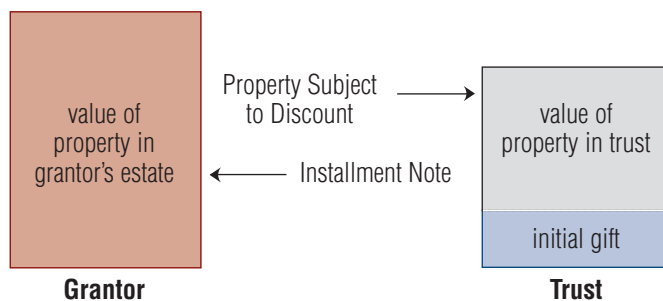 value of
property in
grantor's estate
Property Subject
to Discount
Installment Note
value of
property in trust
initial gift
Grantor
Trust